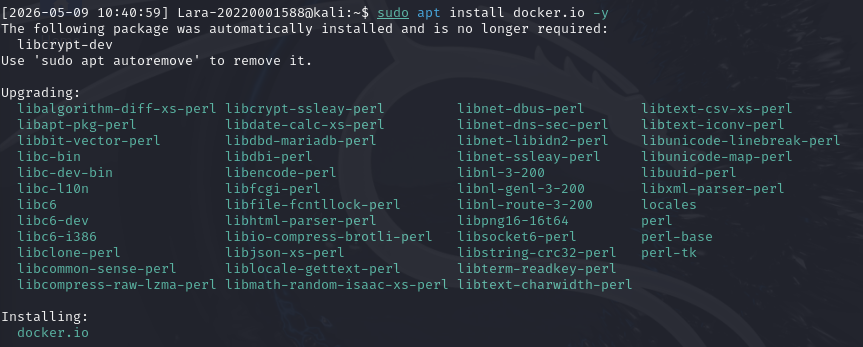 [2026-05-09 10:40:59] Lara-20220001588@kali:~$ sudo apt install docker.io -y
The following package was automatically installed and is no longer required:
  libcrypt-dev
Use 'sudo apt autoremove' to remove it.

Upgrading:
  libalgorithm-diff-xs-perl libcrypt-ssleay-perl libnet-dbus-perl libtext-csv-xs-perl
  libapt-pkg-perl libdate-calc-xs-perl libnet-dns-sec-perl libtext-iconv-perl
  libbit-vector-perl libdbd-mariadb-perl libnet-libidn2-perl libunicode-linebreak-perl
  libc-bin libdbi-perl libnet-ssleay-perl libunicode-map-perl
  libc-dev-bin libencode-perl libnl-3-200 libuuid-perl
  libc-l10n libfcgi-perl libnl-genl-3-200 libxml-parser-perl
  libc6 libfile-fcntllock-perl libnl-route-3-200 locales
  libc6-dev libhtml-parser-perl libpng16-16t64 perl
  libc6-i386 libio-compress-brotli-perl libsocket6-perl perl-base
  libclone-perl libjson-xs-perl libstring-crc32-perl perl-tk
  libcommon-sense-perl liblocale-gettext-perl libterm-readkey-perl
  libcompress-raw-lzma-perl libmath-random-isaac-xs-perl libtext-charwidth-perl

Installing:
  docker.io